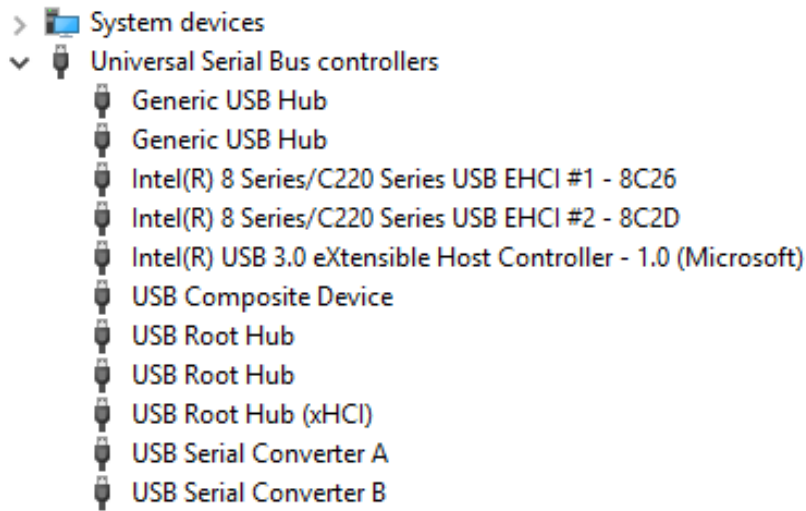 System devices
Universal Serial Bus controllers
Generic USB Hub
Generic USB Hub
Intel(R) 8 Series/C220 Series USB EHCI #1 - 8C26
Intel(R) 8 Series/C220 Series USB EHCI #2 - 8C2D
Intel(R) USB 3.0 eXtensible Host Controller - 1.0 (Microsoft)
USB Composite Device
USB Root Hub
USB Root Hub
USB Root Hub (xHCI)
USB Serial Converter A
USB Serial Converter B